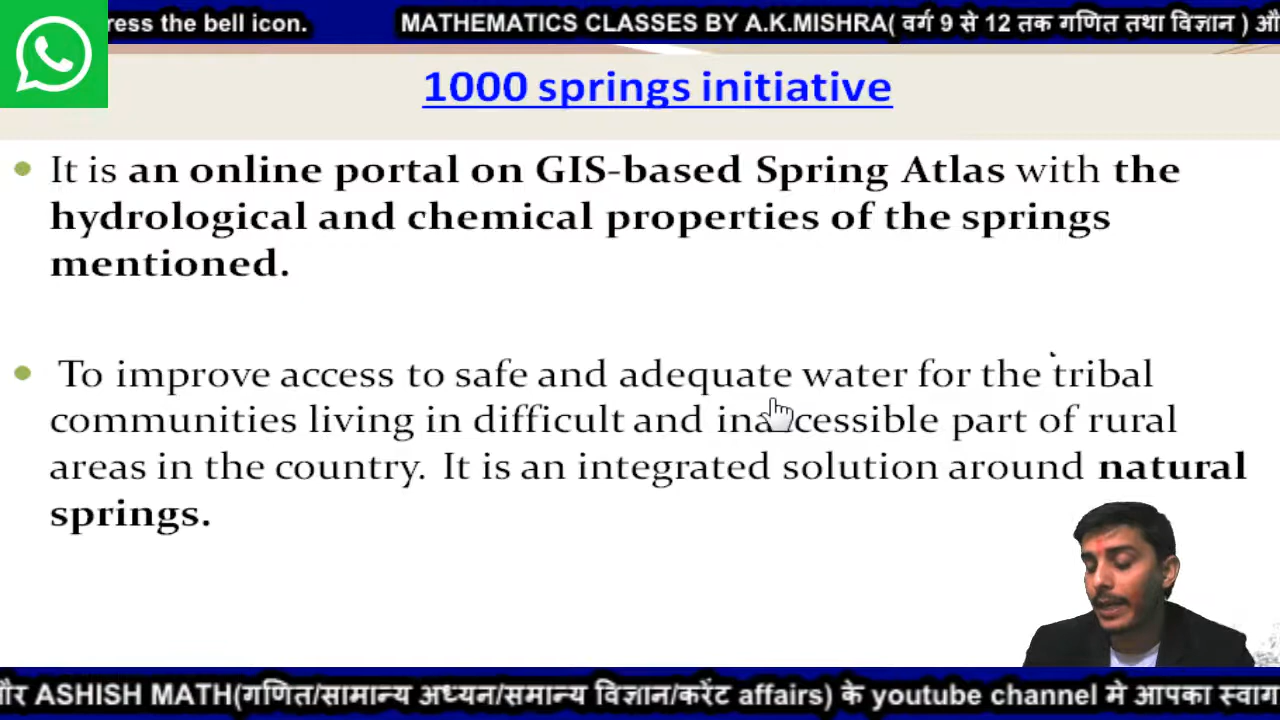 ress the bell icon. MATHEMATICS CLASSES BY A.K.MISHRA( वर्ग 9 से 12 तक गणित तथा विज्ञान ) औ
1000 springs initiative
• It is an online portal on GIS-based Spring Atlas with the
hydrological and chemical properties of the springs
mentioned.
• To improve access to safe and adequate water for the tribal
communities living in difficult and inaccessible part of rural
areas in the country. It is an integrated solution around natural
springs.
और ASHISH MATH(गणित/सामान्य अध्यन/समान्य विज्ञान/करेंट affairs) के youtube channel मे आपका स्वाग